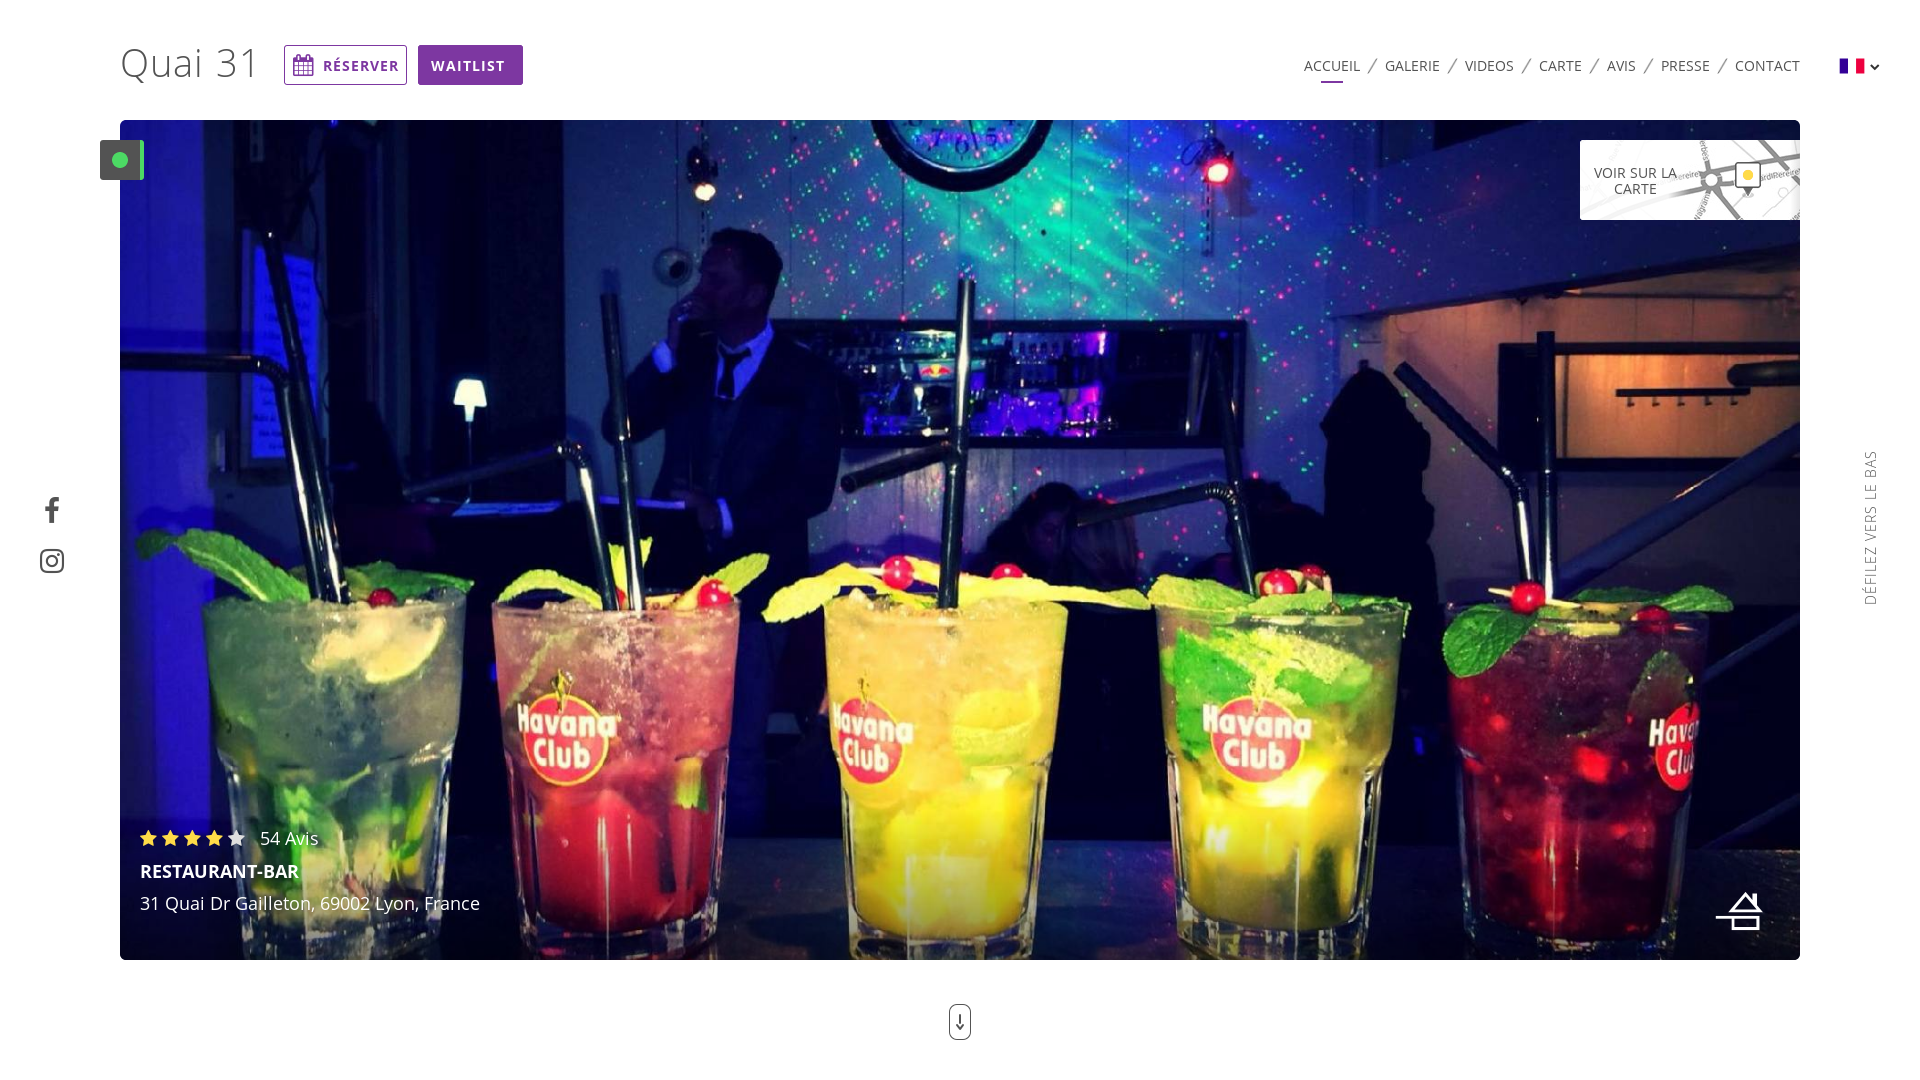 Quai 31
RÉSERVER
WAITLIST
ACCUEIL / GALERIE / VIDEOS / CARTE / AVIS / PRESSE / CONTACT
VOIR SUR LA
CARTE
DÉFILEZ VERS LE BAS
Havana
Club
Havana
Club
Havana
Club
Havana
Club
54 Avis
RESTAURANT-BAR
31 Quai Dr Gailleton, 69002 Lyon, France